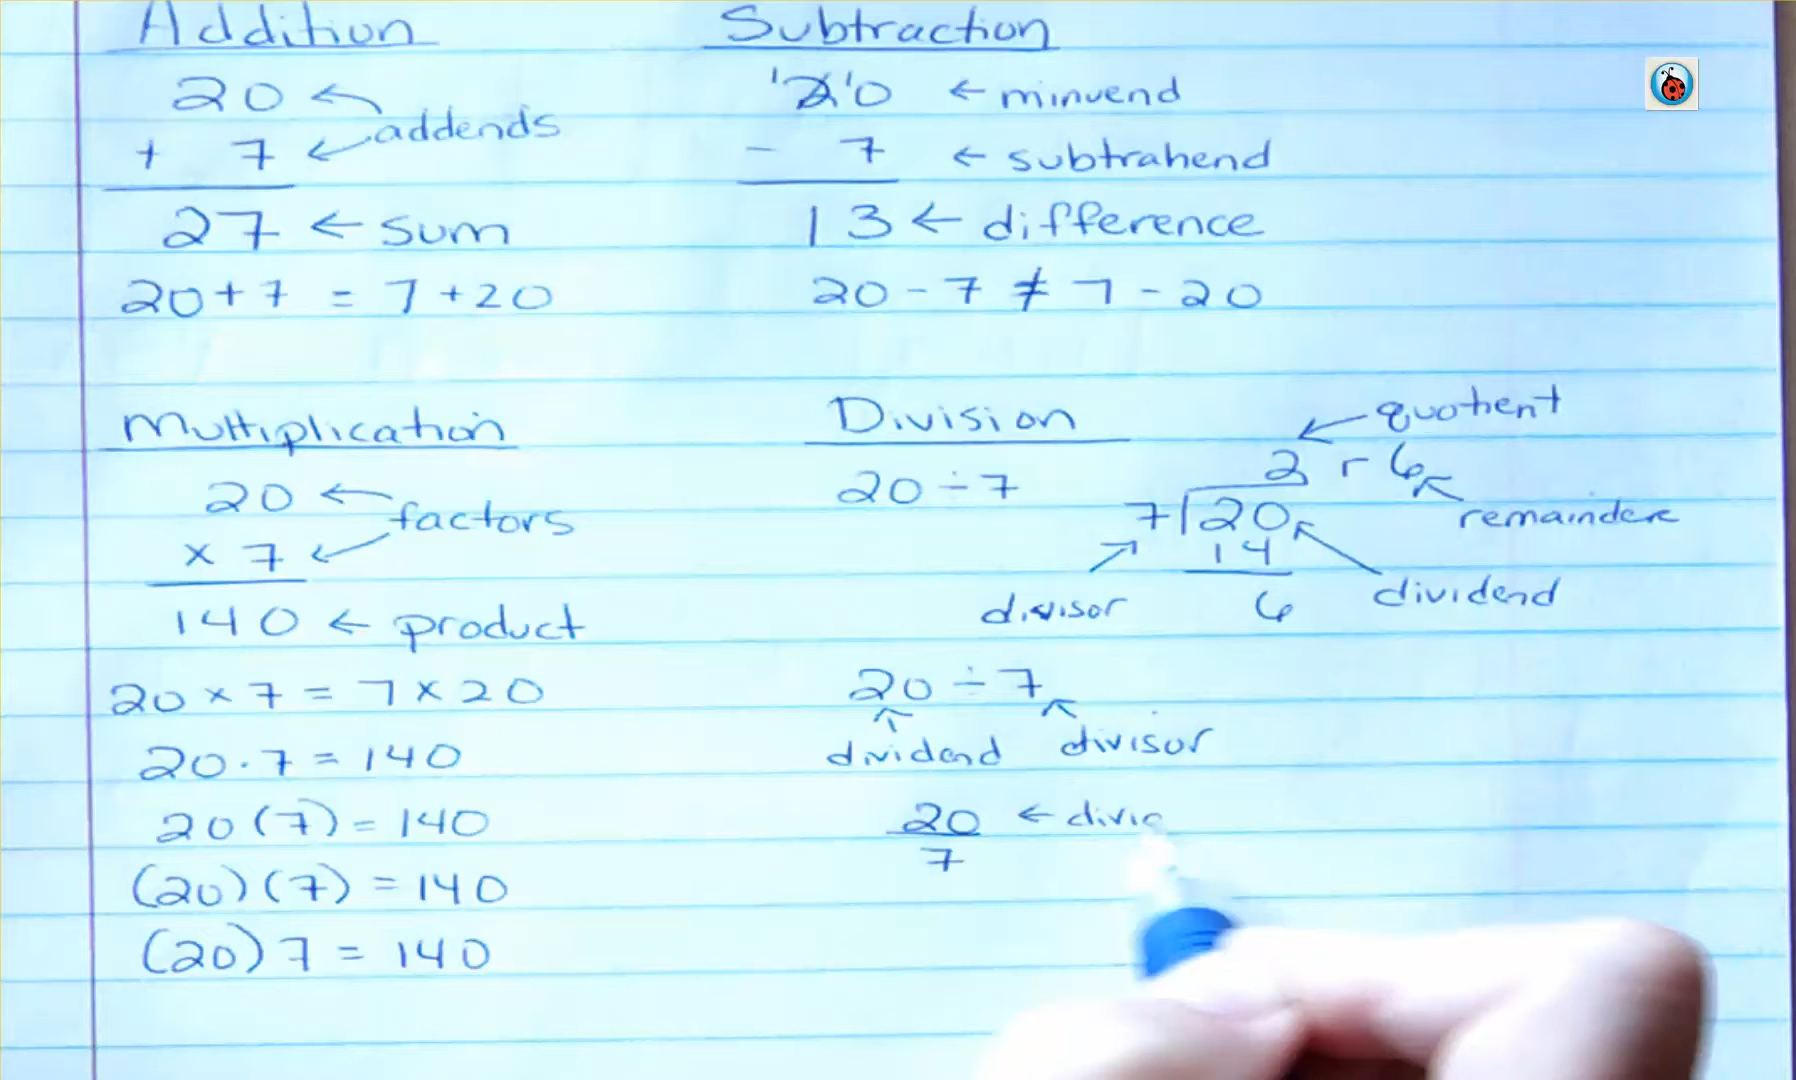 Addition
20 ←
addends
+ 7 ←
27 ← sum
20+7 = 7+20
Subtraction
'2'0 ← minuend
- 7 ← subtrahend
13 ← difference
20-7 ≠ 7-20
Multiplication
20 ←
factors
× 7 ←
140 ← product
20 × 7 = 7 × 20
20 · 7 = 140
20 (7) = 140
(20)(7) = 140
(20) 7 = 140
Division
20 ÷ 7
quotient
2 r 6
remainder
7 20
14
6
divisor
dividend
20 ÷ 7
dividend divisor
20 ←
7